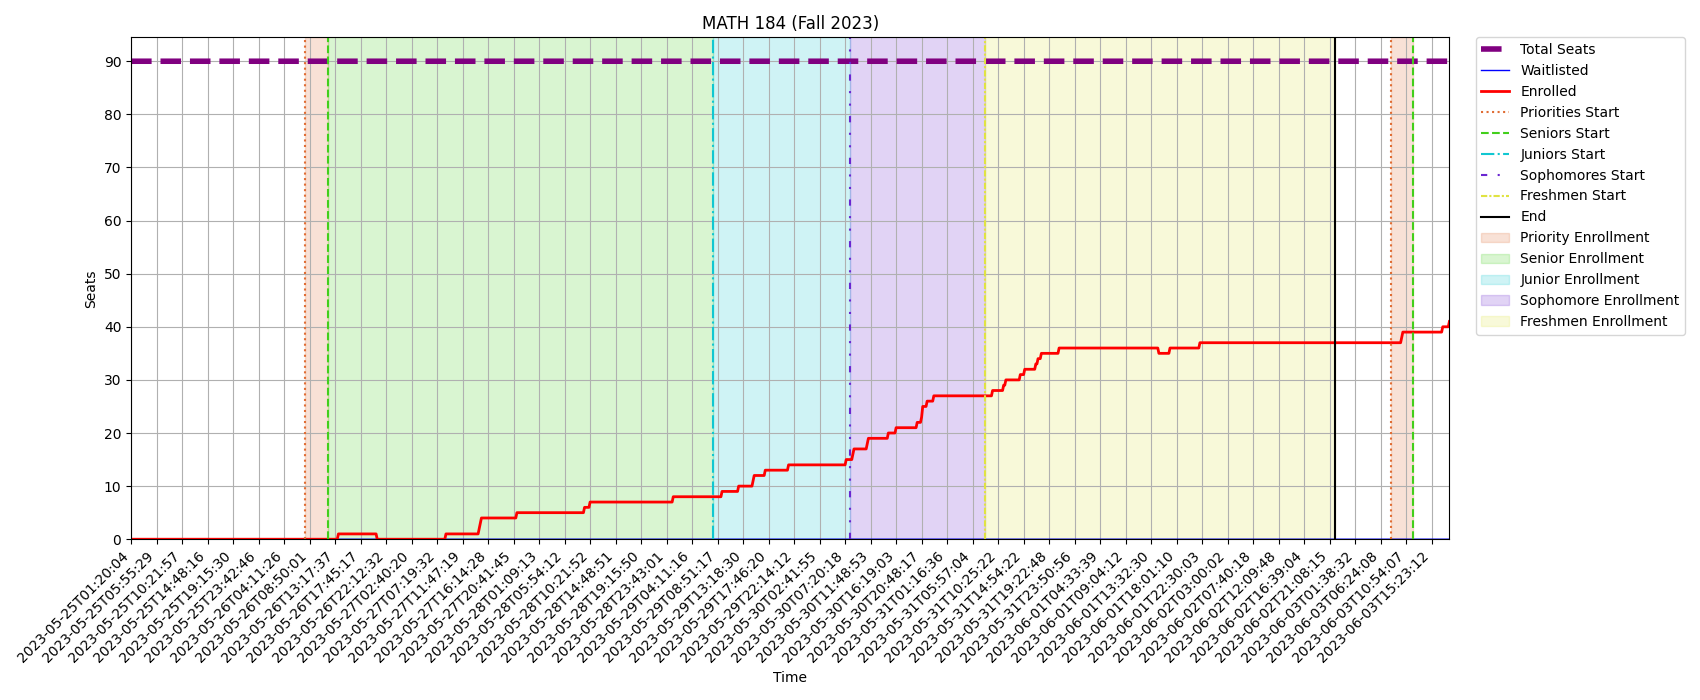 MATH 184 (Fall 2023)
Seats
90
80
70
60
50
40
30
20
10
0
2023-05-25T01:20:04
2023-05-25T05:55:29
2023-05-25T10:21:57
2023-05-25T14:48:16
2023-05-25T19:15:30
2023-05-25T23:42:46
2023-05-26T04:11:26
2023-05-26T08:50:01
2023-05-26T13:17:37
2023-05-26T17:45:17
2023-05-26T22:12:32
2023-05-27T02:40:20
2023-05-27T07:19:32
2023-05-27T11:47:19
2023-05-27T16:14:28
2023-05-27T20:41:45
2023-05-28T01:09:13
2023-05-28T05:54:12
2023-05-28T10:21:52
2023-05-28T14:48:51
2023-05-28T19:15:50
2023-05-28T23:43:01
2023-05-29T04:11:16
2023-05-29T08:51:17
2023-05-29T13:18:30
2023-05-29T17:46:20
2023-05-29T22:14:12
2023-05-30T02:41:55
2023-05-30T07:20:18
2023-05-30T11:48:53
2023-05-30T16:19:03
2023-05-30T20:48:17
2023-05-31T01:16:36
2023-05-31T05:57:04
2023-05-31T10:25:22
2023-05-31T14:54:22
2023-05-31T19:22:48
2023-05-31T23:50:56
2023-06-01T04:33:39
2023-06-01T09:04:12
2023-06-01T13:32:30
2023-06-01T18:01:10
2023-06-01T22:30:03
2023-06-02T03:00:02
2023-06-02T07:40:18
2023-06-02T12:09:48
2023-06-02T16:39:04
2023-06-02T21:08:15
2023-06-03T01:38:32
2023-06-03T06:24:08
2023-06-03T10:54:07
2023-06-03T15:23:12
Time
Total Seats
Waitlisted
Enrolled
Priorities Start
Seniors Start
Juniors Start
Sophomores Start
Freshmen Start
End
Priority Enrollment
Senior Enrollment
Junior Enrollment
Sophomore Enrollment
Freshmen Enrollment